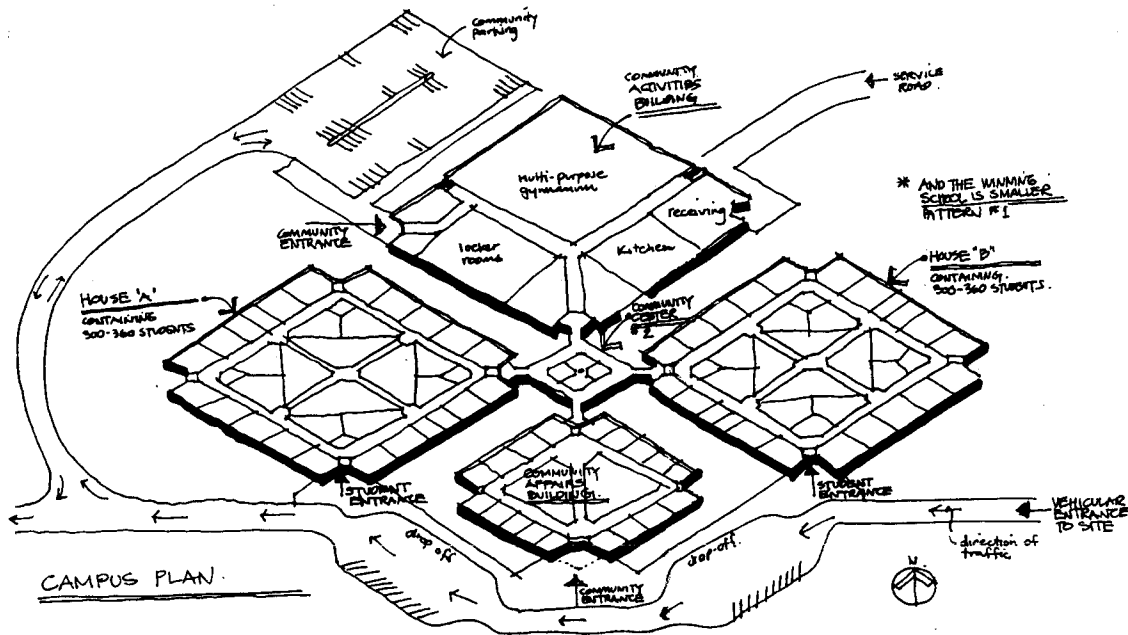 Community
parking
COMMUNITY
ACTIVITIES
BUILDING
SERVICE
ROAD.
Multi-purpose
gymnasium
* AND THE WINNING
SCHOOL IS SMALLER
PATTERN #1
receiving
COMMUNITY
ENTRANCE
locker
rooms
Kitchen
HOUSE "B"
CONTAINING.
300-360 STUDENTS.
HOUSE 'A'
CONTAINING
300-360 STUDENTS
COMMUNITY
CENTER
#2
COMMUNITY
AFFAIRS
BUILDING.
STUDENT
ENTRANCE
STUDENT
ENTRANCE
VEHICULAR
ENTRANCE
TO SITE
direction of
traffic
drop off
drop-off.
COMMUNITY
ENTRANCE
N
CAMPUS PLAN.